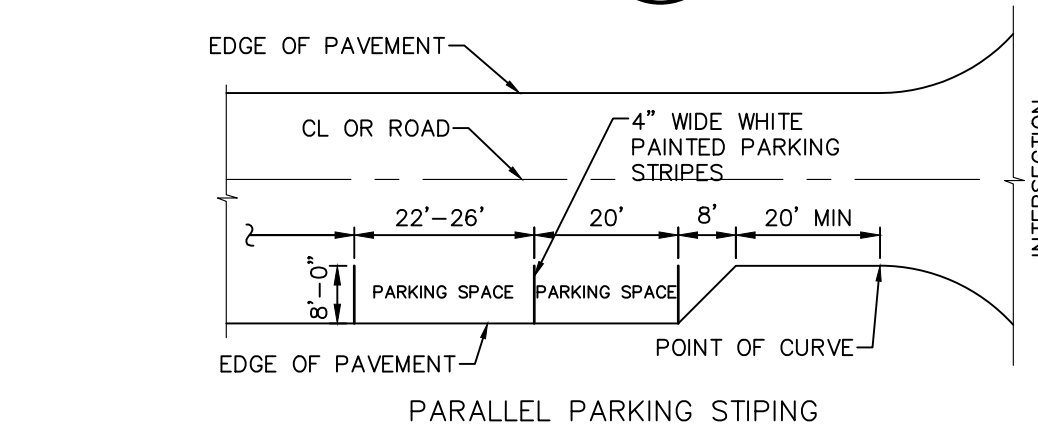 EDGE OF PAVEMENT
CL OR ROAD
4" WIDE WHITE
PAINTED PARKING
STRIPES
INTERSECTION
22'-26'
20'
8'
20' MIN
8'-0"
PARKING SPACE
PARKING SPACE
POINT OF CURVE
EDGE OF PAVEMENT
PARALLEL PARKING STIPING